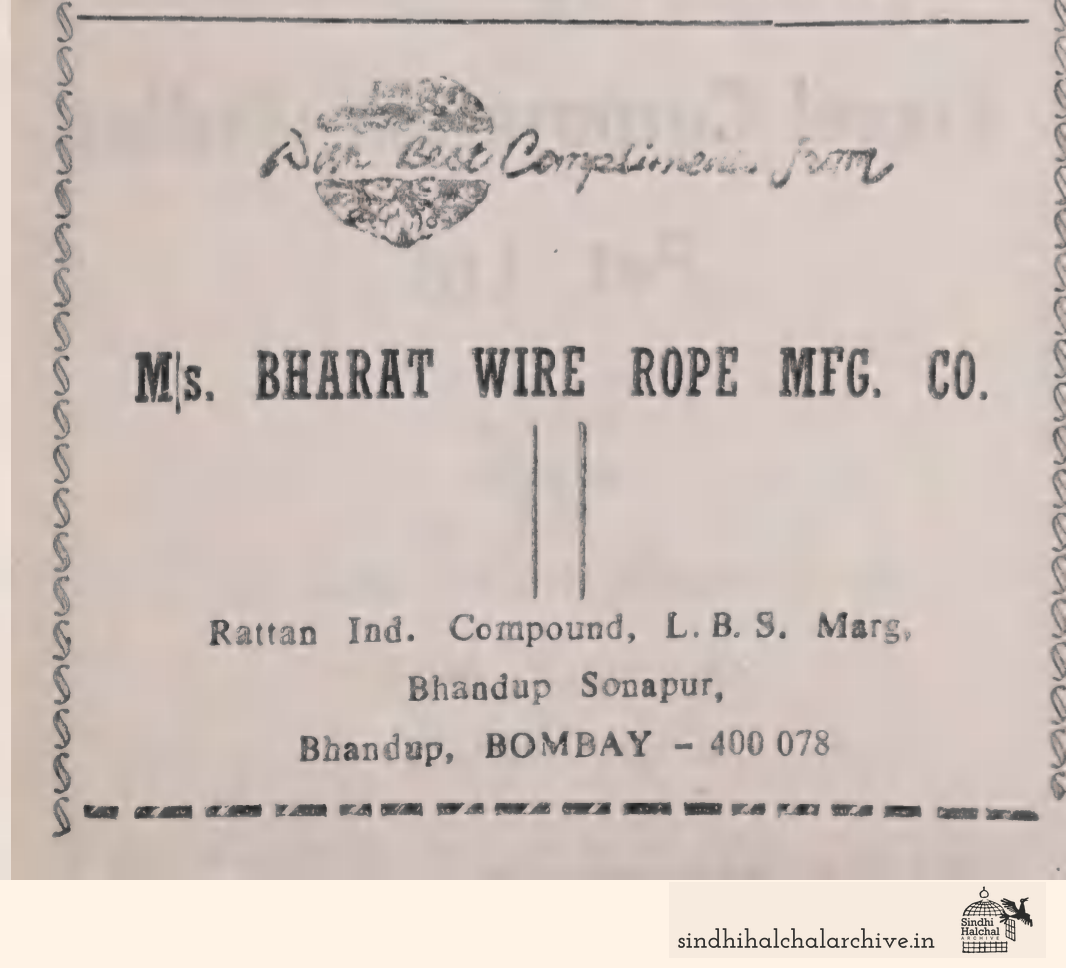 With Best Compliments from
M|s. BHARAT WIRE ROPE MFG. CO.
Rattan Ind. Compound, L. B. S. Marg,
Bhandup Sonapur,
Bhandup, BOMBAY - 400 078
sindhihalchalarchive.in
Sindhi
Halchal
ARCHIVE